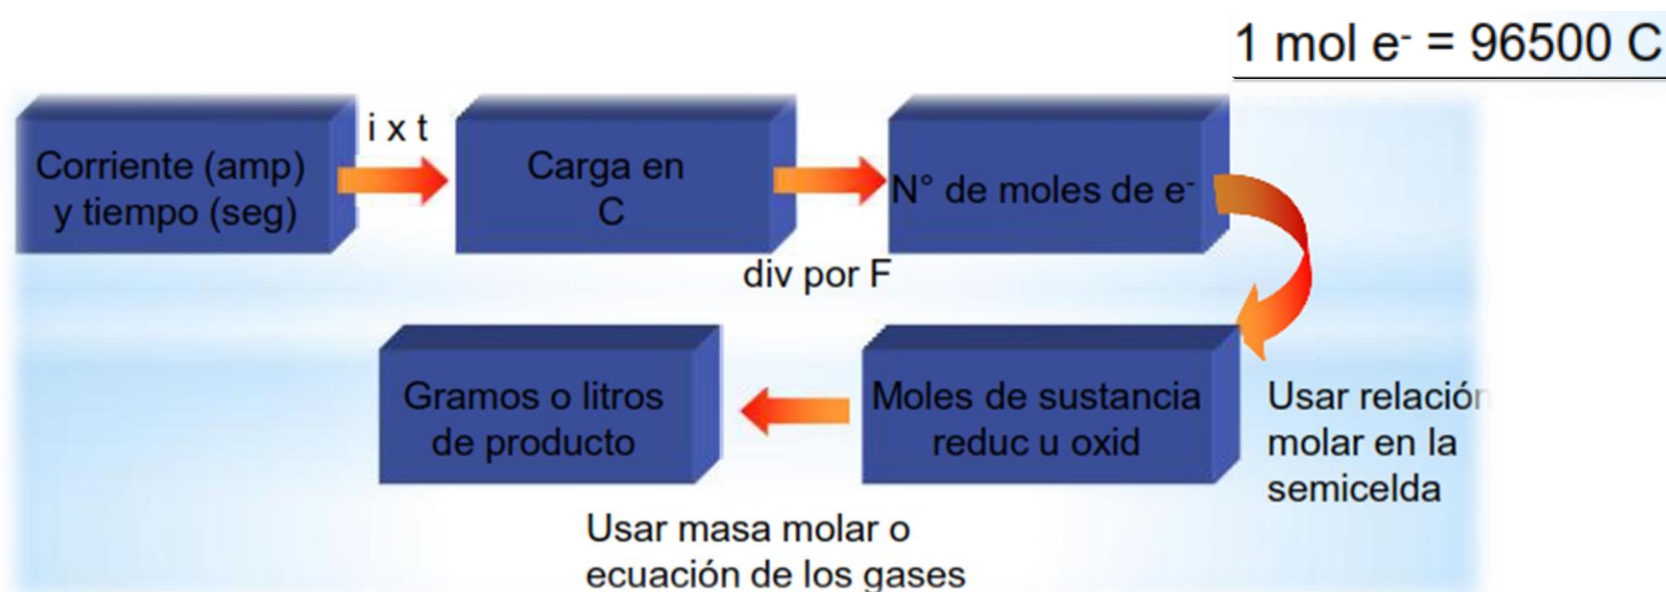 1 mol e⁻ = 96500 C
i x t
Corriente (amp)
y tiempo (seg)
Carga en
C
N° de moles de e⁻
div por F
Gramos o litros
de producto
Moles de sustancia
reduc u oxid
Usar relación
molar en la
semicelda
Usar masa molar o
ecuación de los gases